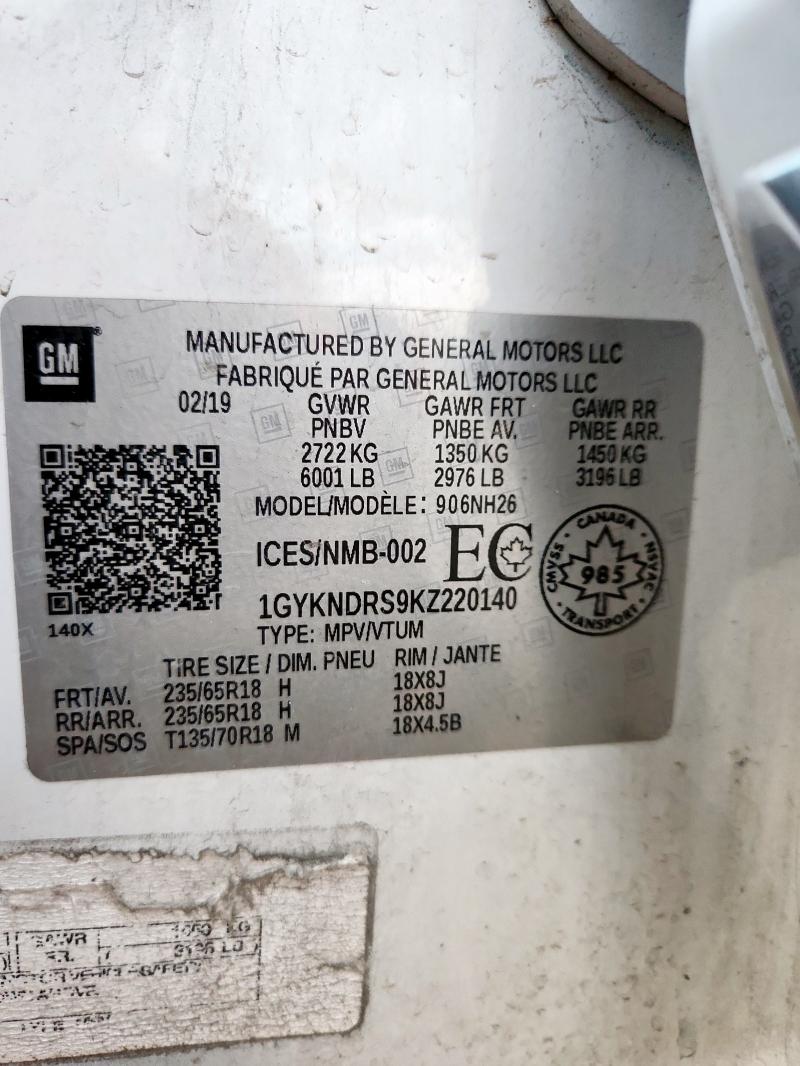 GM
MANUFACTURED BY GENERAL MOTORS LLC
FABRIQUÉ PAR GENERAL MOTORS LLC
02/19 GVWR GAWR FRT GAWR RR
PNBV PNBE AV. PNBE ARR.
2722 KG 1350 KG 1450 KG
6001 LB 2976 LB 3196 LB
MODEL/MODÈLE: 906NH26
ICES/NMB-002 EC
CANADA
CMVSS 985 NSVAC
TRANSPORT
1GYKNDRS9KZ220140
140X
TYPE: MPV/VTUM
TIRE SIZE / DIM. PNEU RIM / JANTE
FRT/AV. 235/65R18 H 18X8J
RR/ARR. 235/65R18 H 18X8J
SPA/SOS T135/70R18 M 18X4.5B
GAWR KG
RR.